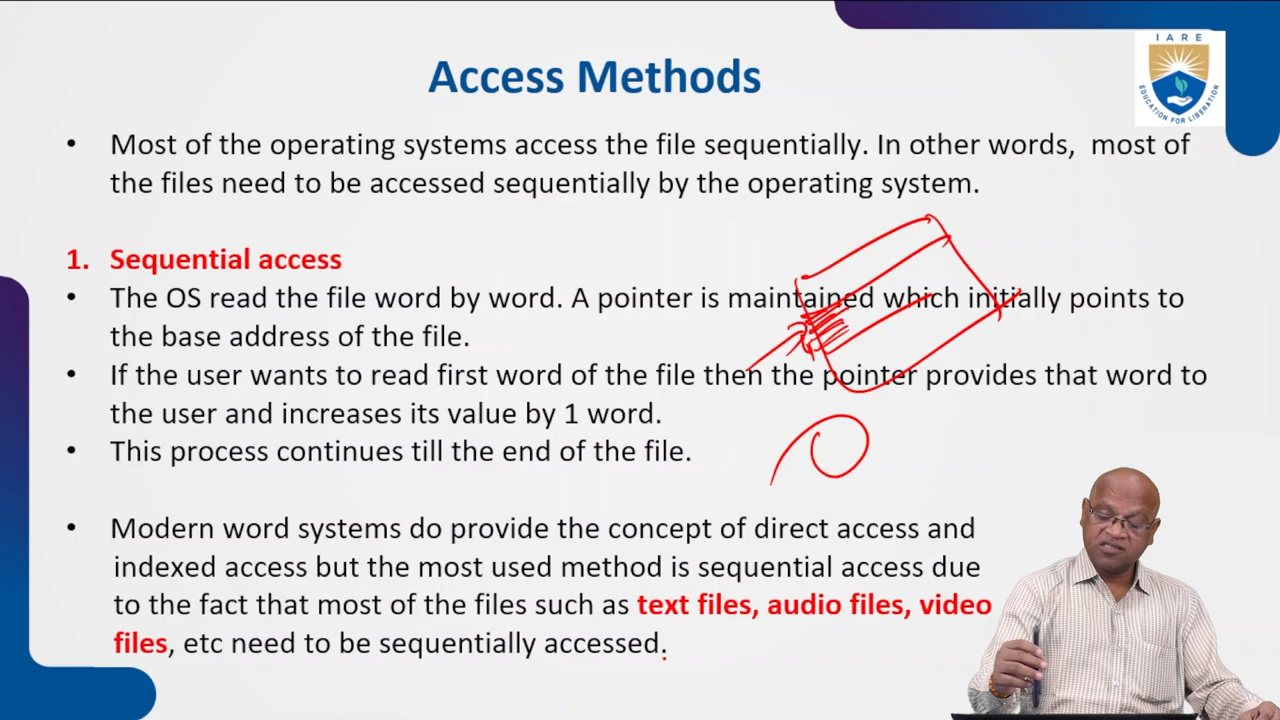 IARE
EDUCATION FOR LIBERATION
Access Methods
• Most of the operating systems access the file sequentially. In other words, most of
the files need to be accessed sequentially by the operating system.
1. Sequential access
• The OS read the file word by word. A pointer is maintained which initially points to
the base address of the file.
• If the user wants to read first word of the file then the pointer provides that word to
the user and increases its value by 1 word.
• This process continues till the end of the file.
• Modern word systems do provide the concept of direct access and
indexed access but the most used method is sequential access due
to the fact that most of the files such as text files, audio files, video
files, etc need to be sequentially accessed.